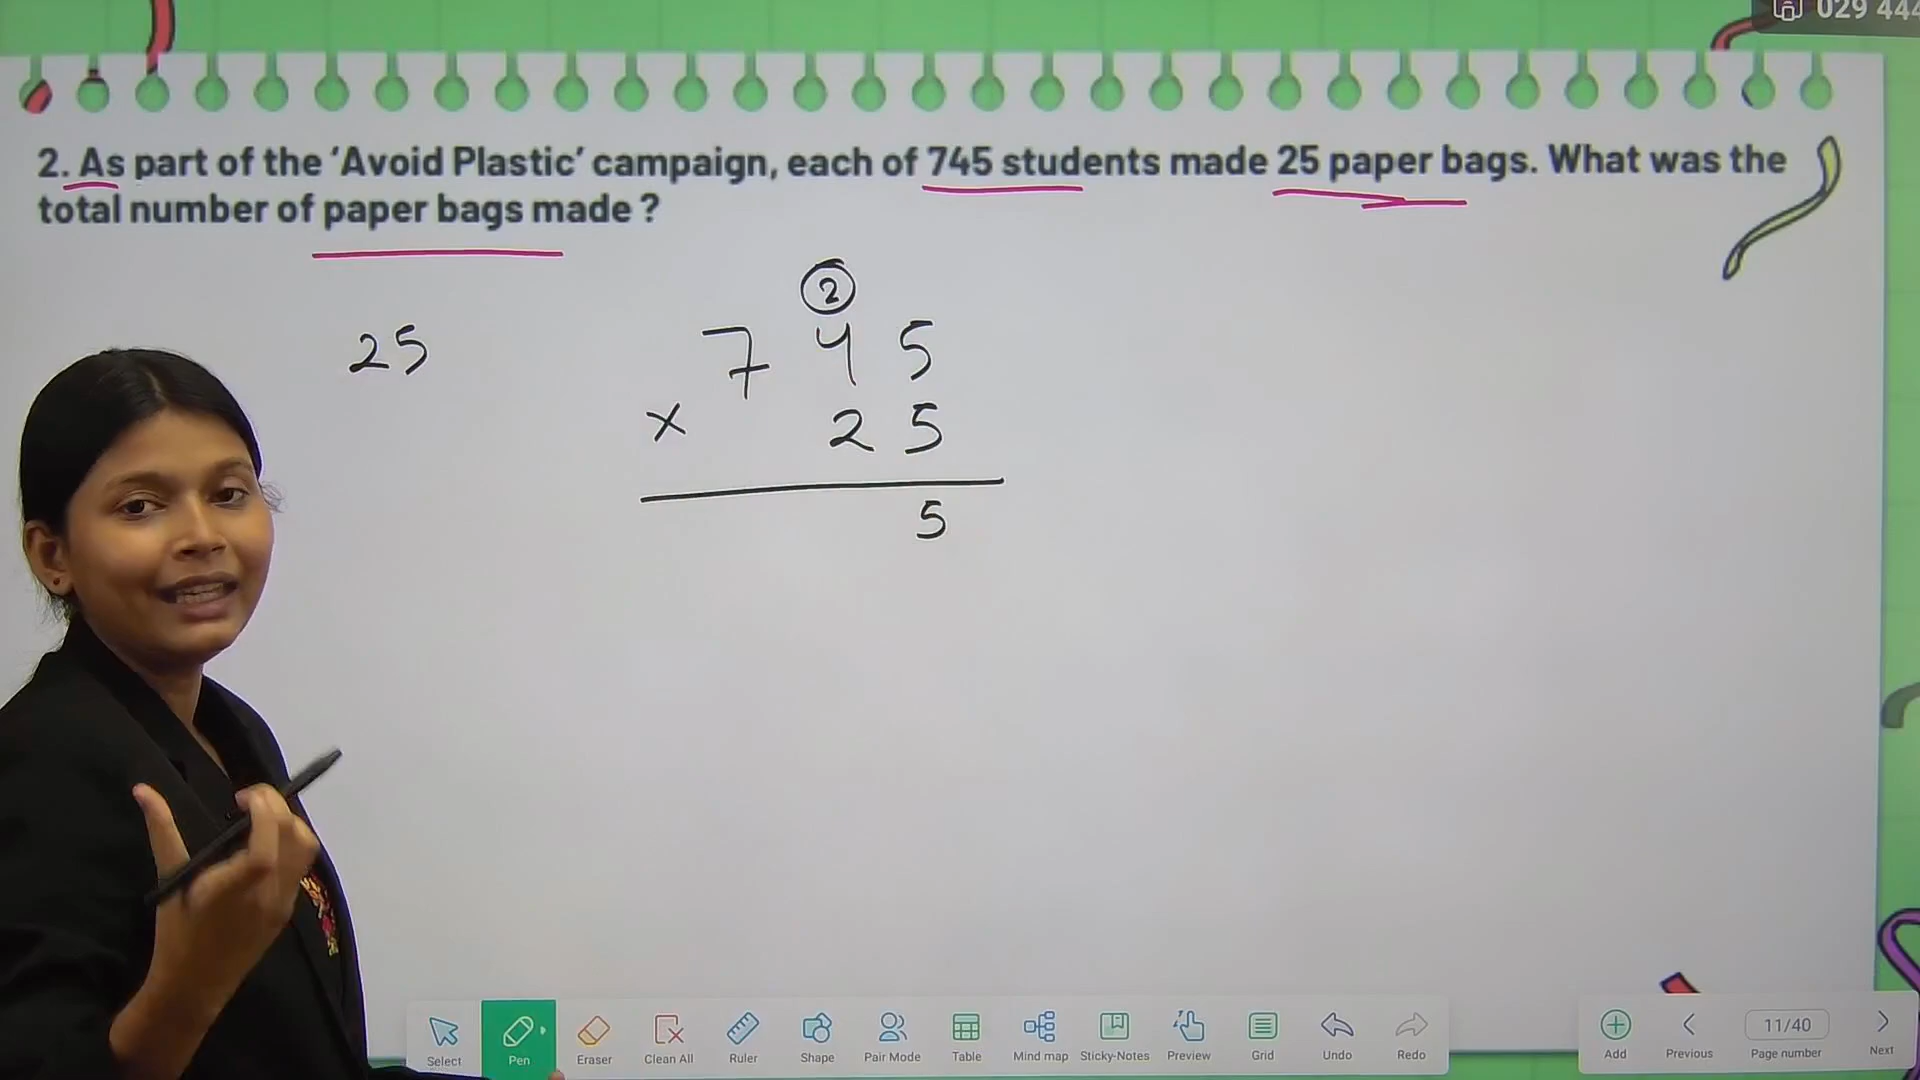 029 444
2. As part of the ‘Avoid Plastic’ campaign, each of 745 students made 25 paper bags. What was the
total number of paper bags made ?
2
25
7 4 5
× 2 5
5
Select
Pen
Eraser
Clean All
Ruler
Shape
Pair Mode
Table
Mind map
Sticky-Notes
Preview
Grid
Undo
Redo
Add
Previous
11/40
Page number
Next